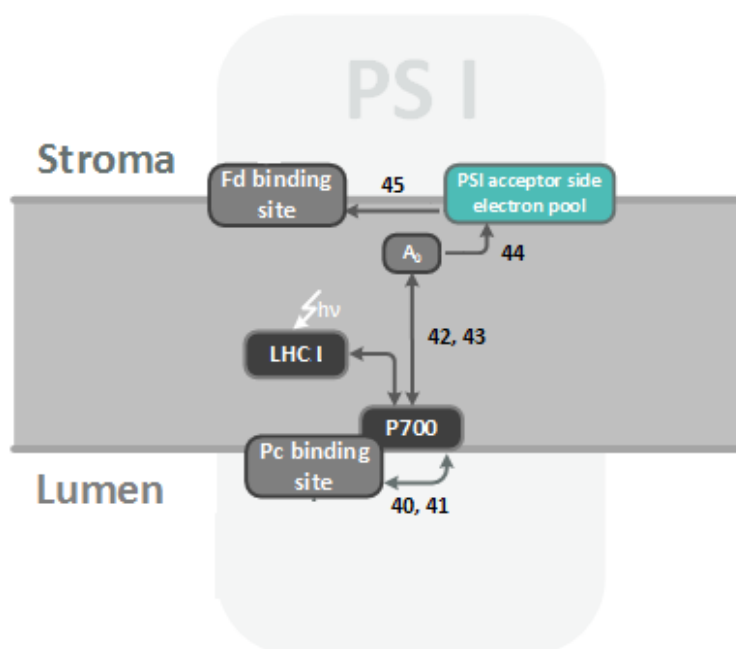 PS I
Stroma
Fd binding
site
45
PSI acceptor side
electron pool
A₀
44
hν
LHC I
42, 43
P700
Pc binding
site
Lumen
40, 41